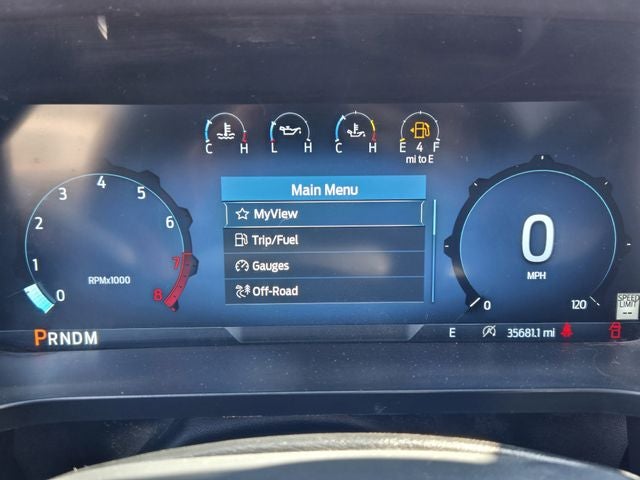 C H L H C H E 4 F
mi to E
Main Menu
MyView
Trip/Fuel
Gauges
Off-Road
0 1 2 3 4 5 6 7 8
RPMx1000
0
MPH
0 120
SPEED
LIMIT
--
PRNDM
E 35681.1 mi